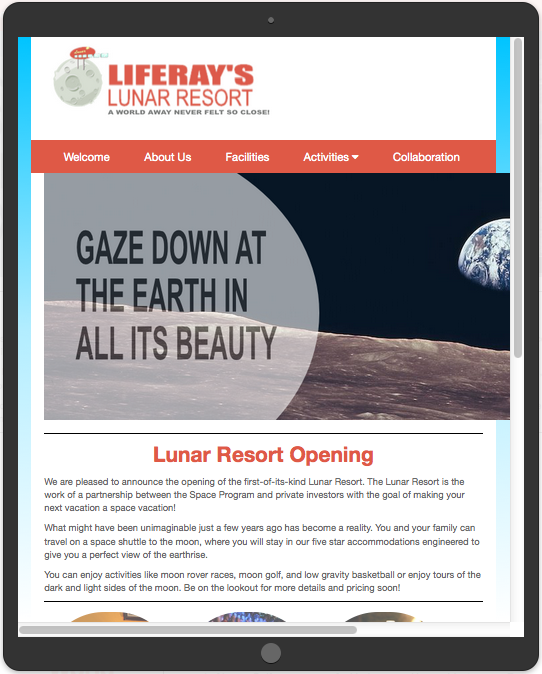 LIFERAY'S
LUNAR RESORT
A WORLD AWAY NEVER FELT SO CLOSE!
Welcome About Us Facilities Activities Collaboration
GAZE DOWN AT
THE EARTH IN
ALL ITS BEAUTY
Lunar Resort Opening
We are pleased to announce the opening of the first-of-its-kind Lunar Resort. The Lunar Resort is the
work of a partnership between the Space Program and private investors with the goal of making your
next vacation a space vacation!
What might have been unimaginable just a few years ago has become a reality. You and your family can
travel on a space shuttle to the moon, where you will stay in our five star accommodations engineered to
give you a perfect view of the earthrise.
You can enjoy activities like moon rover races, moon golf, and low gravity basketball or enjoy tours of the
dark and light sides of the moon. Be on the lookout for more details and pricing soon!